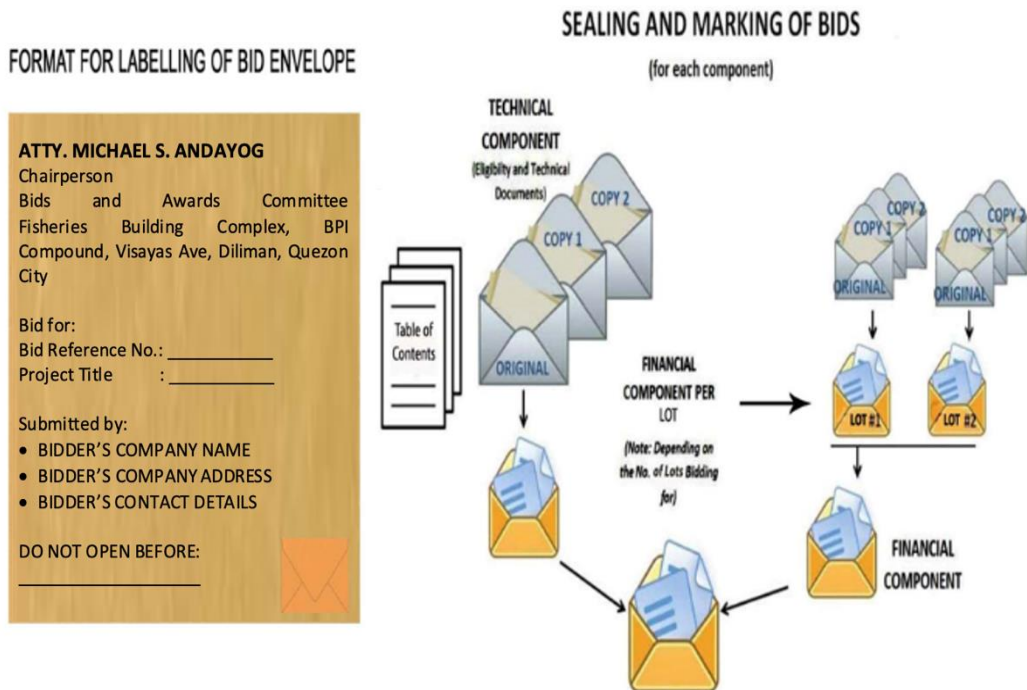 FORMAT FOR LABELLING OF BID ENVELOPE
ATTY. MICHAEL S. ANDAYOG
Chairperson
Bids and Awards Committee
Fisheries Building Complex, BPI
Compound, Visayas Ave, Diliman, Quezon
City
Bid for:
Bid Reference No.: ___________
Project Title : ___________
Submitted by:
• BIDDER’S COMPANY NAME
• BIDDER’S COMPANY ADDRESS
• BIDDER’S CONTACT DETAILS
DO NOT OPEN BEFORE:
___________________
SEALING AND MARKING OF BIDS
(for each component)
TECHNICAL
COMPONENT
(Eligibilty and Technical
Documents)
COPY 2
COPY 1
ORIGINAL
Table of
Contents
FINANCIAL
COMPONENT PER
LOT
(Note: Depending on
the No. of Lots Bidding
for)
COPY 2
COPY 1
ORIGINAL
COPY 2
COPY 1
ORIGINAL
LOT #1
LOT #2
FINANCIAL
COMPONENT